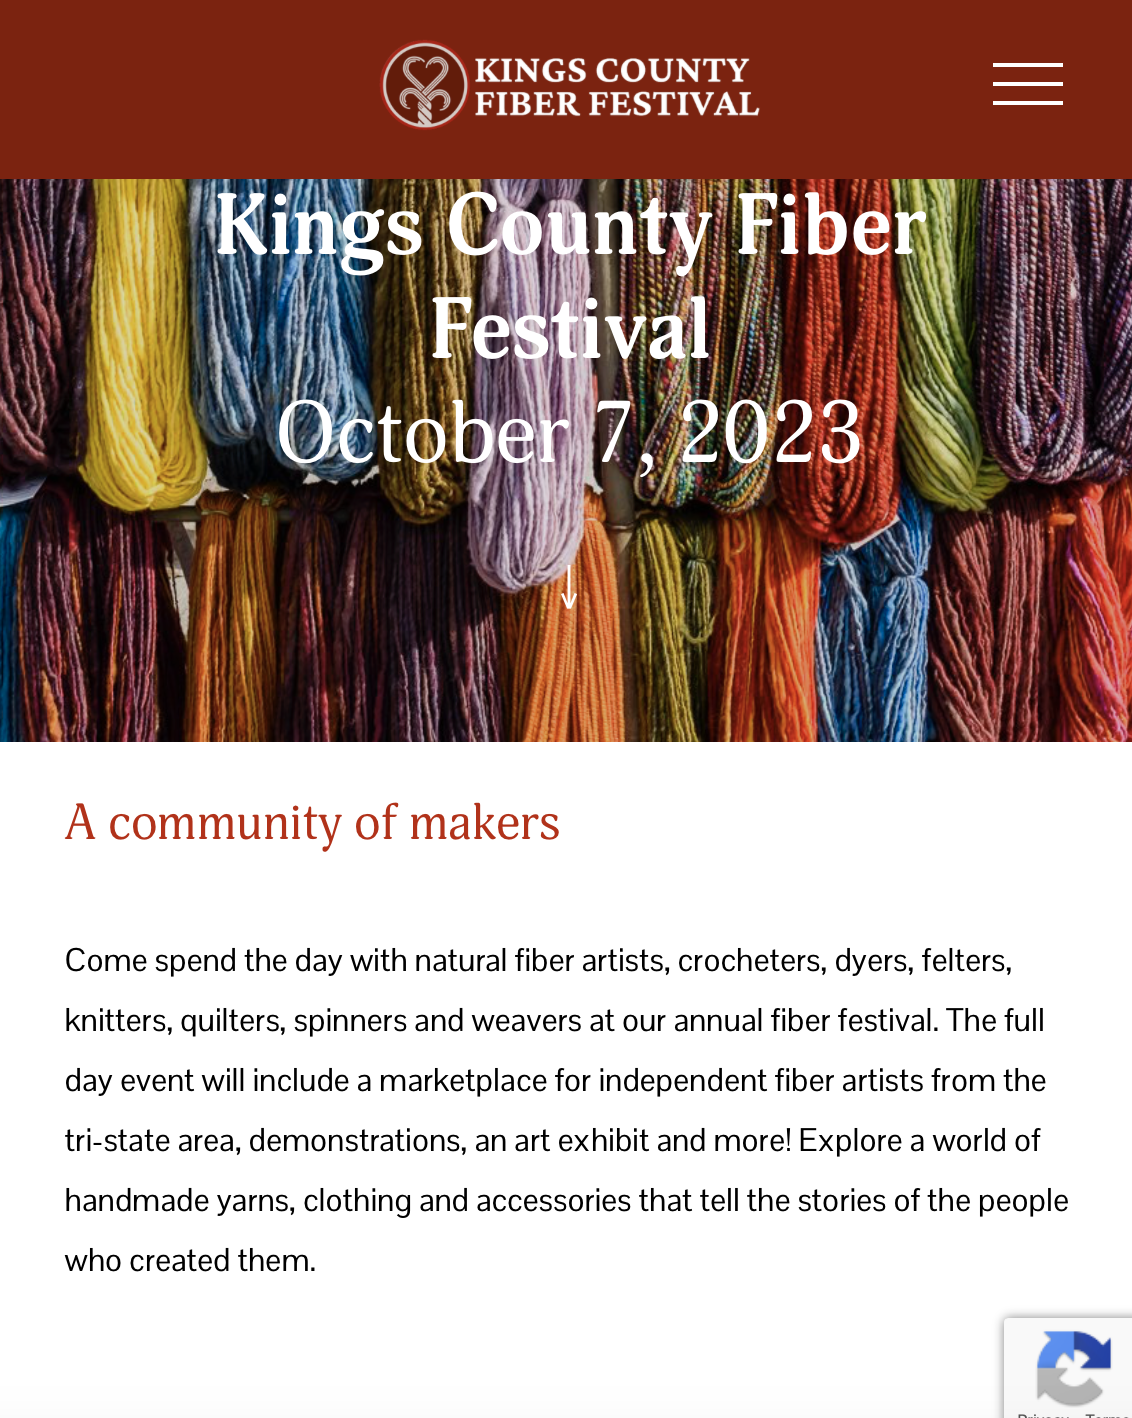 KINGS COUNTY
FIBER FESTIVAL
Kings County Fiber
Festival
October 7, 2023
A community of makers
Come spend the day with natural fiber artists, crocheters, dyers, felters,
knitters, quilters, spinners and weavers at our annual fiber festival. The full
day event will include a marketplace for independent fiber artists from the
tri-state area, demonstrations, an art exhibit and more! Explore a world of
handmade yarns, clothing and accessories that tell the stories of the people
who created them.